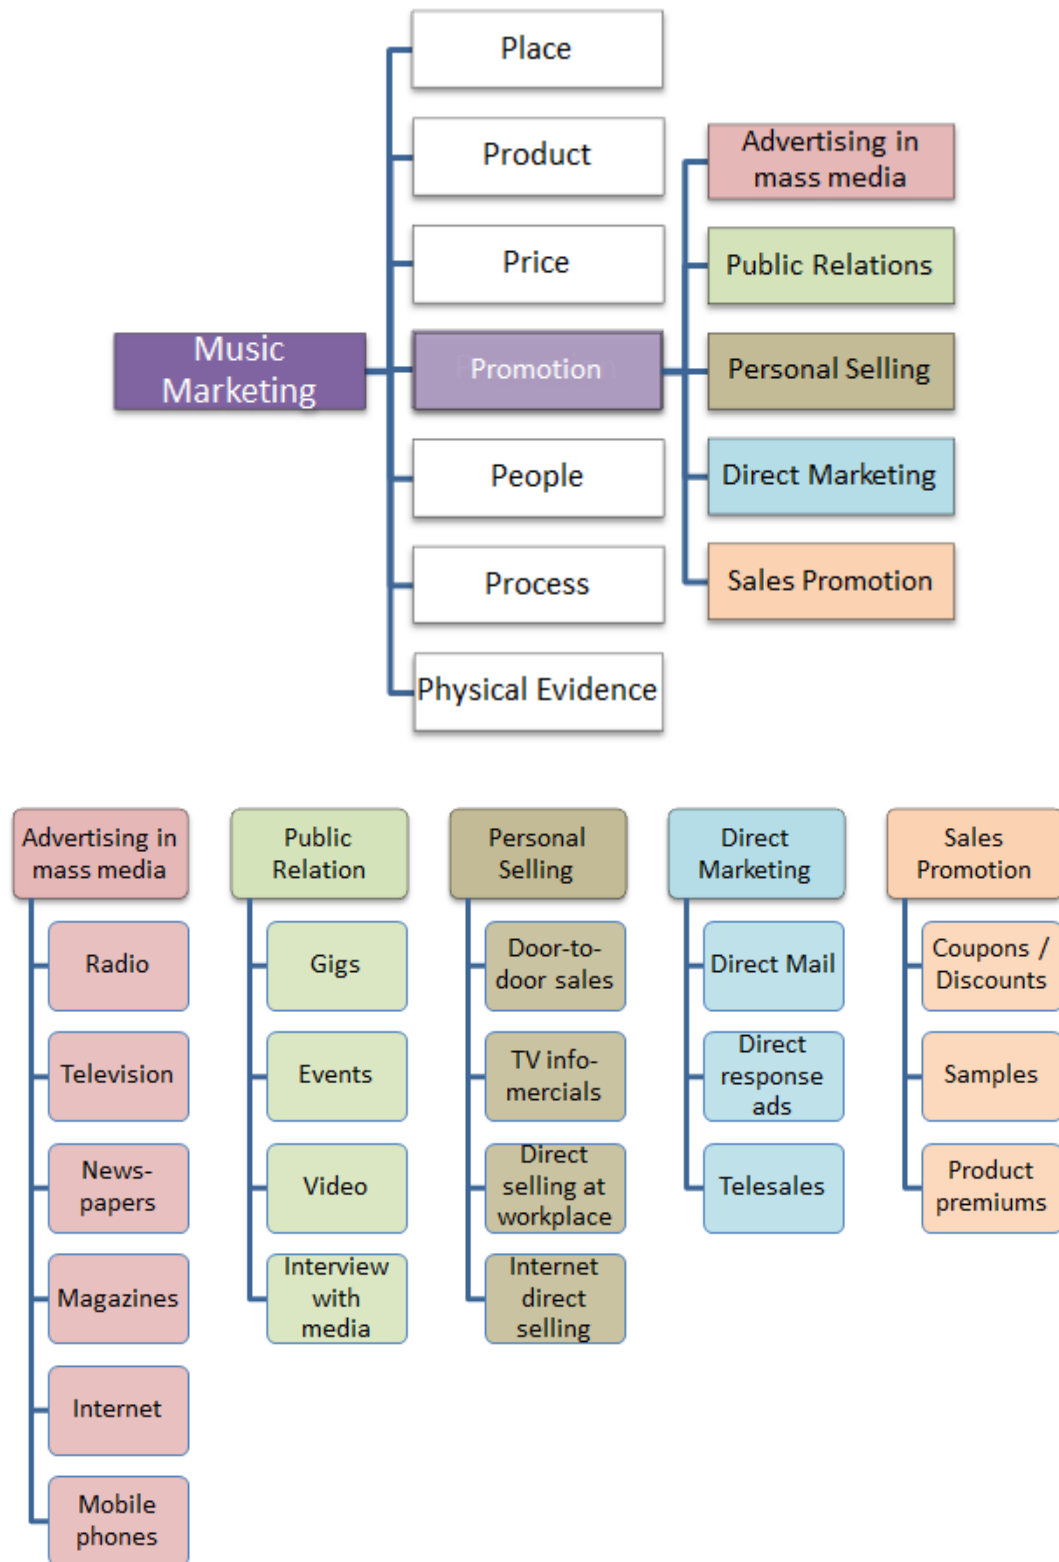 Place
Product
Price
Music
Marketing
Promotion
People
Process
Physical Evidence
Advertising in
mass media
Public Relations
Personal Selling
Direct Marketing
Sales Promotion
Advertising in
mass media
Radio
Television
News-
papers
Magazines
Internet
Mobile
phones
Public
Relation
Gigs
Events
Video
Interview
with
media
Personal
Selling
Door-to-
door sales
TV info-
mercials
Direct
selling at
workplace
Internet
direct
selling
Direct
Marketing
Direct Mail
Direct
response
ads
Telesales
Sales
Promotion
Coupons /
Discounts
Samples
Product
premiums